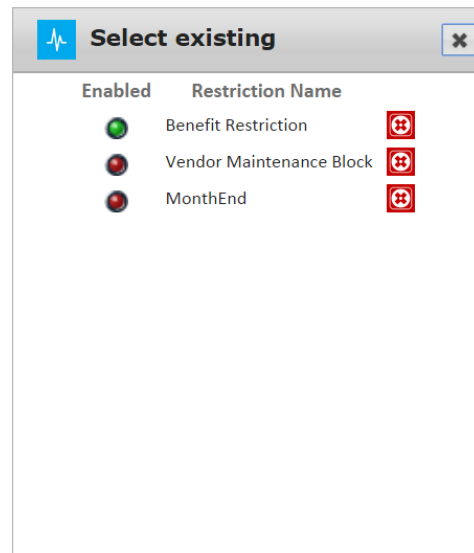 Select existing
Enabled Restriction Name
Benefit Restriction
Vendor Maintenance Block
MonthEnd